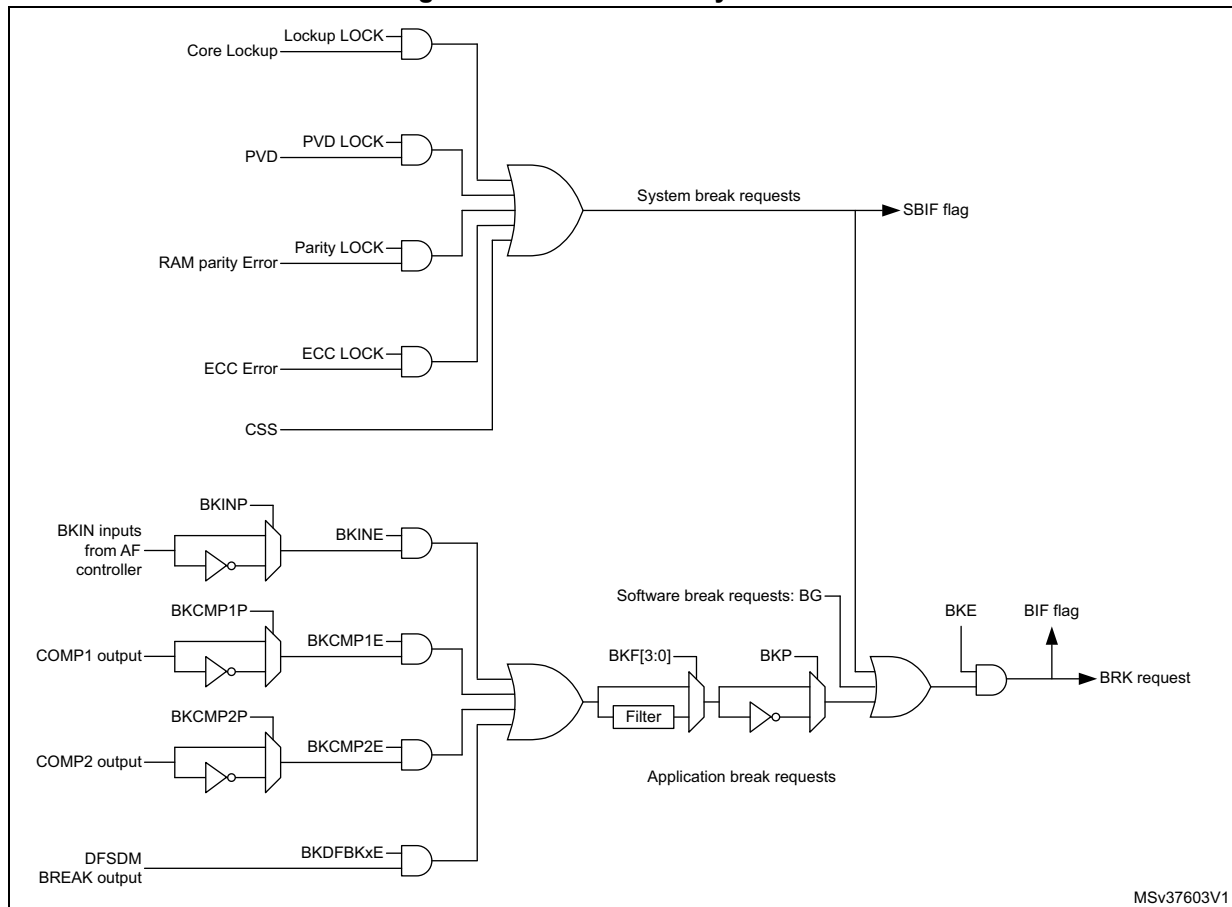 Lockup LOCK
Core Lockup
PVD LOCK
PVD
System break requests
SBIF flag
Parity LOCK
RAM parity Error
ECC LOCK
ECC Error
CSS
BKINP
BKIN inputs
from AF
controller
BKINE
Software break requests: BG
BKE
BIF flag
BKCMP1P
BKCMP1E
COMP1 output
BKF[3:0]
BKP
BRK request
Filter
BKCMP2P
BKCMP2E
COMP2 output
Application break requests
BKDFBKxE
DFSDM
BREAK output
MSv37603V1